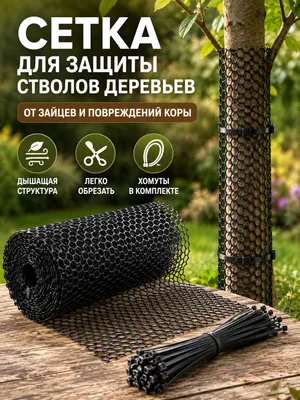 СЕТКА
ДЛЯ ЗАЩИТЫ
СТВОЛОВ ДЕРЕВЬЕВ
ОТ ЗАЙЦЕВ И ПОВРЕЖДЕНИЙ КОРЫ
ДЫШАЩАЯ
СТРУКТУРА
ЛЕГКО
ОБРЕЗАТЬ
ХОМУТЫ
В КОМПЛЕКТЕ